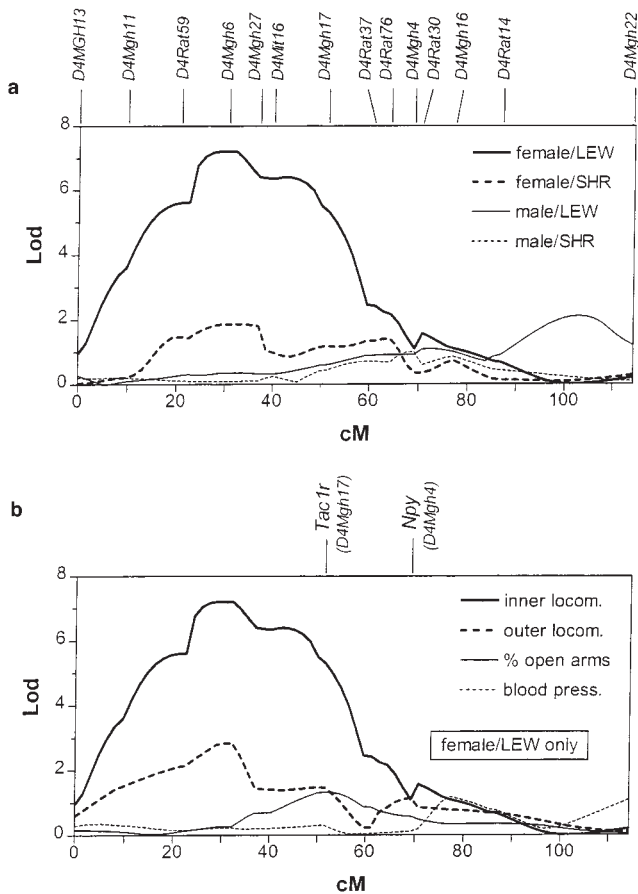 D4MGH13
D4Mgh11
D4Rat59
D4Mgh6
D4Mgh27
D4Mit16
D4Mgh17
D4Rat37
D4Rat76
D4Mgh4
D4Rat30
D4Mgh16
D4Rat14
D4Mgh22
a
8
6
4
2
0
Lod
female/LEW
female/SHR
male/LEW
male/SHR
0 20 40 60 80 100
cM
b
Tac1r
(D4Mgh17)
Npy
(D4Mgh4)
8
6
4
2
0
Lod
inner locom.
outer locom.
% open arms
blood press.
female/LEW only
0 20 40 60 80 100
cM